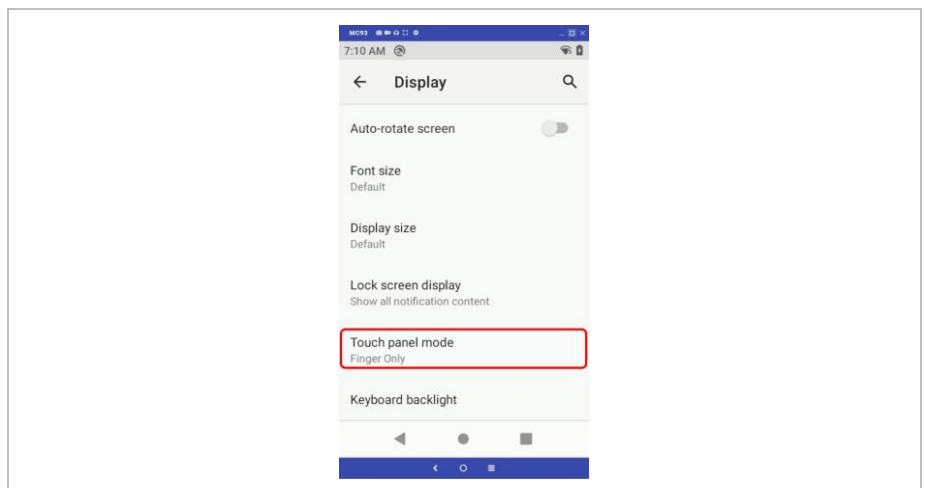 MC93
7:10 AM
Display
Auto-rotate screen
Font size
Default
Display size
Default
Lock screen display
Show all notification content
Touch panel mode
Finger Only
Keyboard backlight